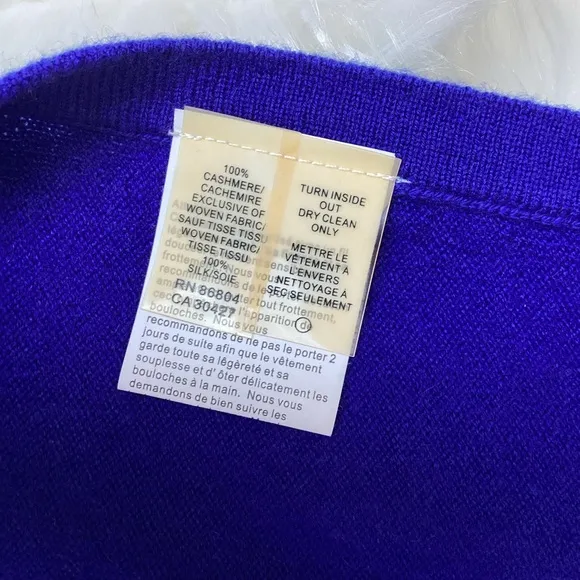 100%
CASHMERE/
CACHEMIRE
EXCLUSIVE OF
WOVEN FABRIC/
SAUF TISSE TISSU
WOVEN FABRIC/
TISSE TISSU
100%
SILK/SOIE
RN 86804
CA 30427
TURN INSIDE
OUT
DRY CLEAN
ONLY
METTRE LE
VÊTEMENT À
L'ENVERS
NETTOYAGE À
SEC SEULEMENT
bouloches. Nous vous
recommandons de ne pas le porter 2
jours de suite afin que le vêtement
garde toute sa légèreté et sa
souplesse et d' ôter délicatement les
bouloches à la main. Nous vous
demandons de bien suivre les